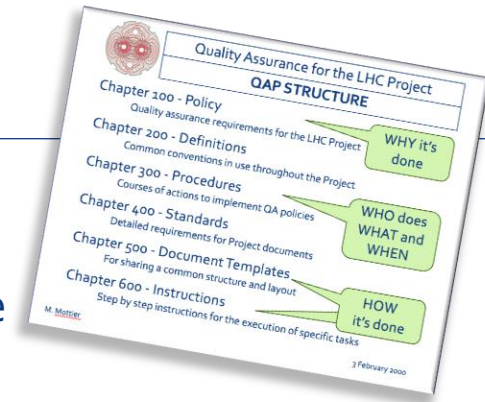 Quality Assurance for the LHC Project
QAP STRUCTURE
Chapter 100 - Policy
Quality assurance requirements for the LHC Project
Chapter 200 - Definitions
Common conventions in use throughout the Project
Chapter 300 - Procedures
Courses of actions to implement QA policies
Chapter 400 - Standards
Detailed requirements for Project documents
Chapter 500 - Document Templates
For sharing a common structure and layout
Chapter 600 - Instructions
Step by step instructions for the execution of specific tasks
WHY it's
done
WHO does
WHAT and
WHEN
HOW
it's done
M. Mottier
3 February 2000
e